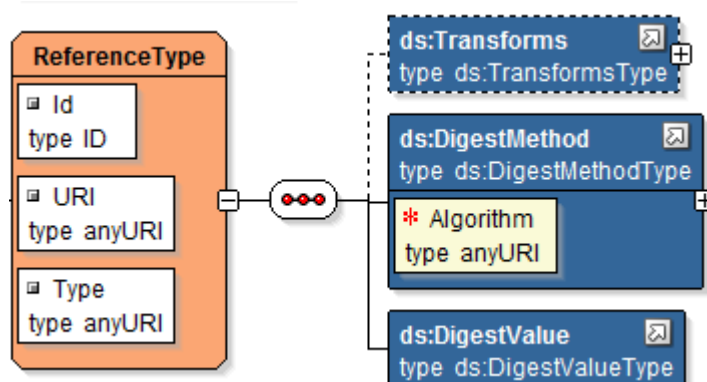 ReferenceType
Id
type ID
URI
type anyURI
Type
type anyURI
ds:Transforms
type ds:TransformsType
ds:DigestMethod
type ds:DigestMethodType
* Algorithm
type anyURI
ds:DigestValue
type ds:DigestValueType